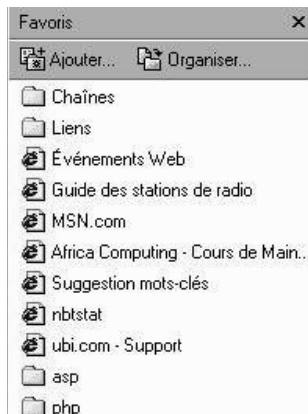 Favoris
Ajouter... Organiser...
Chaînes
Liens
Événements Web
Guide des stations de radio
MSN.com
Africa Computing - Cours de Main...
Suggestion mots-clés
nbtstat
ubi.com - Support
asp
php